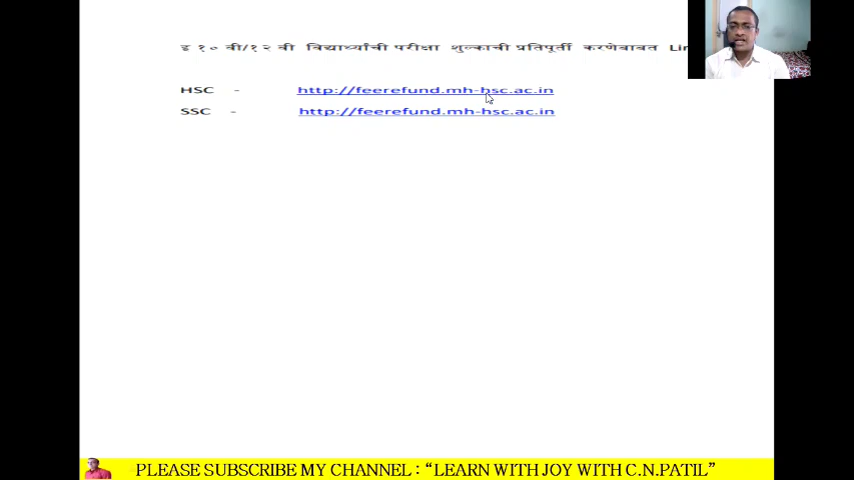 इ १० वी/१२ वी विद्यार्थ्यांची परीक्षा शुल्काची प्रतिपूर्ती करणेबाबत
HSC - http://feerefund.mh-hsc.ac.in
SSC - http://feerefund.mh-hsc.ac.in
PLEASE SUBSCRIBE MY CHANNEL : “LEARN WITH JOY WITH C.N.PATIL”